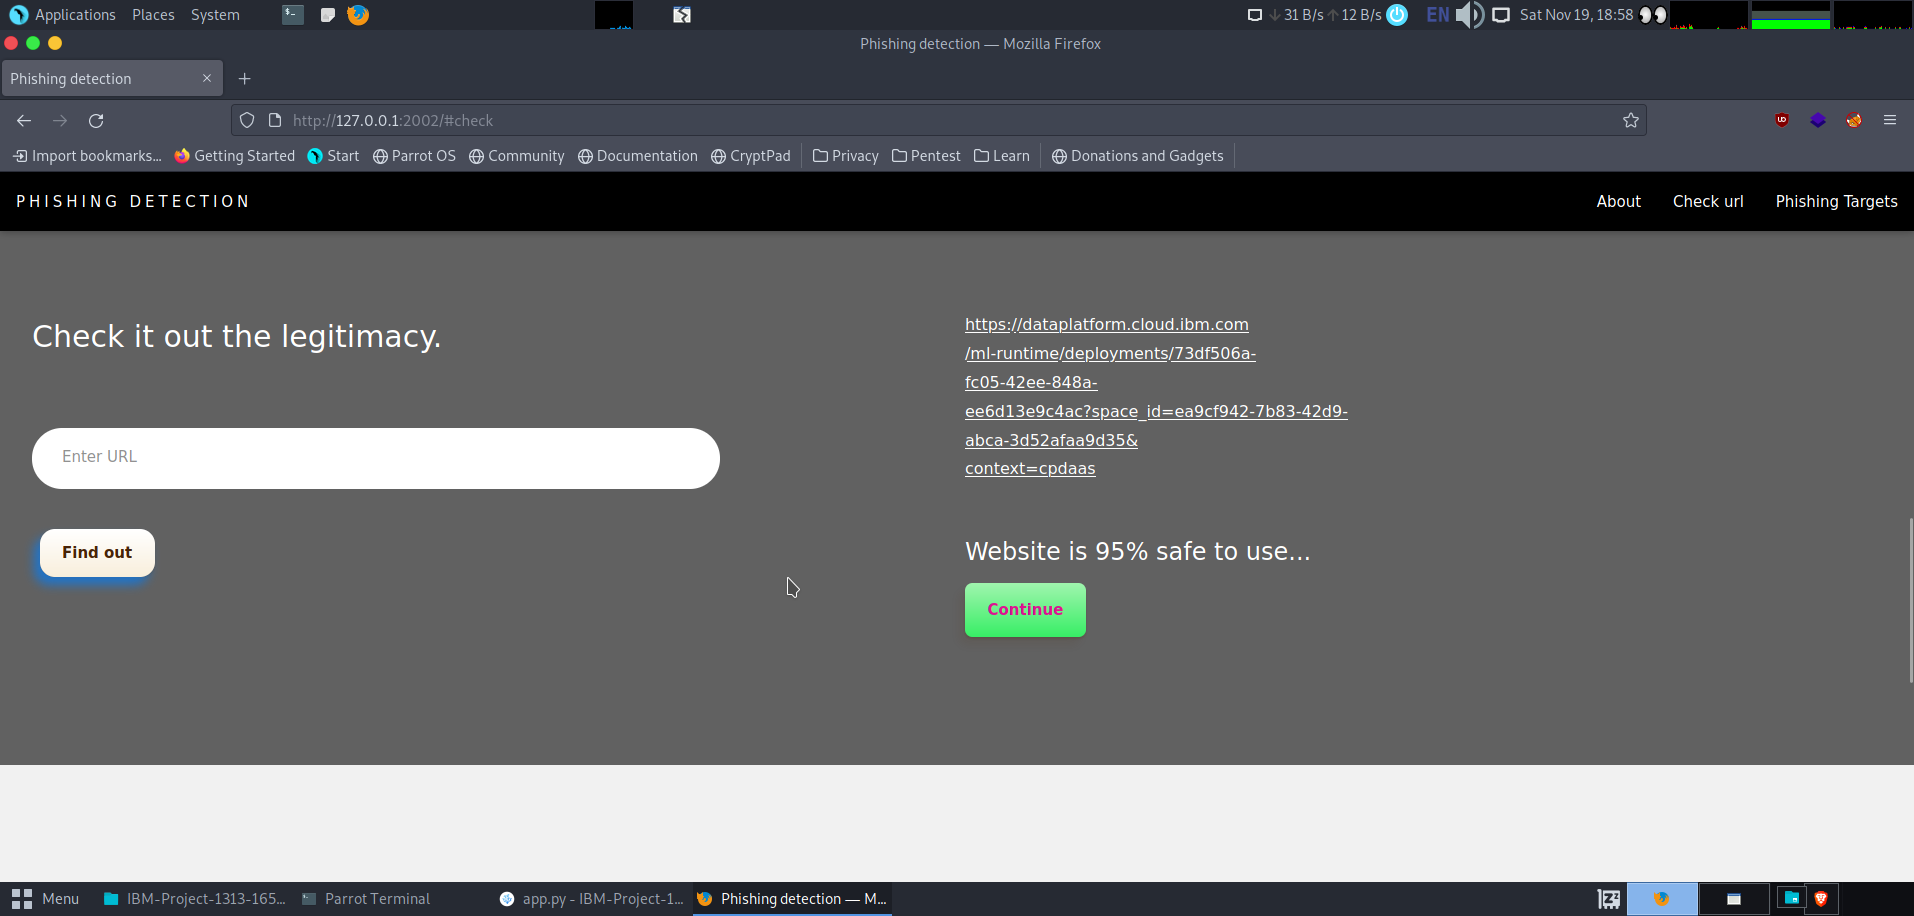 Applications Places System
31 B/s 12 B/s EN Sat Nov 19, 18:58
Phishing detection — Mozilla Firefox
Phishing detection
http://127.0.0.1:2002/#check
Import bookmarks... Getting Started Start Parrot OS Community Documentation CryptPad Privacy Pentest Learn Donations and Gadgets
PHISHING DETECTION About Check url Phishing Targets
Check it out the legitimacy.
Enter URL
Find out
https://dataplatform.cloud.ibm.com
/ml-runtime/deployments/73df506a-
fc05-42ee-848a-
ee6d13e9c4ac?space_id=ea9cf942-7b83-42d9-
abca-3d52afaa9d35&
context=cpdaas
Website is 95% safe to use...
Continue
Menu IBM-Project-1313-165... Parrot Terminal app.py - IBM-Project-1... Phishing detection — M...